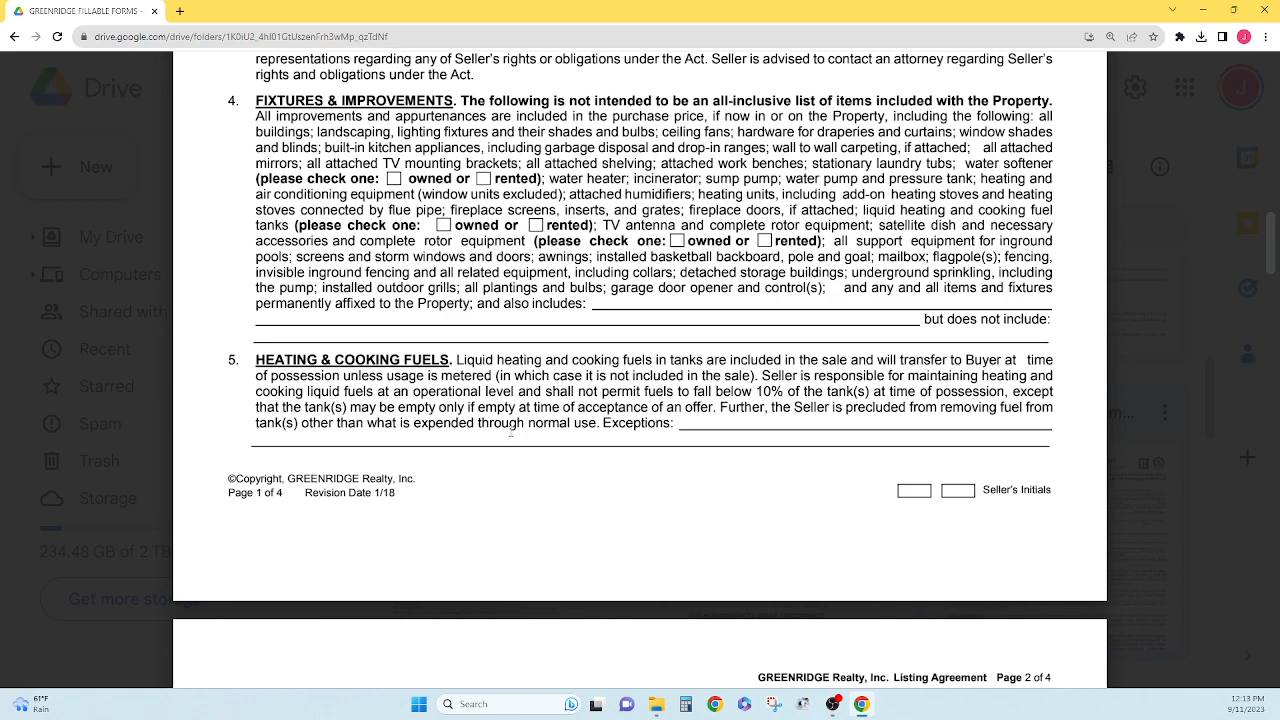 GREENRIDGE FILLABLE FORMS -
drive.google.com/drive/folders/1K0iU2_4hI01GtUszenFrh3wMp_qzTdNf
Drive
New
My Drive
Computers
Shared with
Recent
Starred
Spam
Trash
Storage
234.48 GB of 2 TB
Get more storage
representations regarding any of Seller's rights or obligations under the Act. Seller is advised to contact an attorney regarding Seller's
rights and obligations under the Act.
4. FIXTURES & IMPROVEMENTS. The following is not intended to be an all-inclusive list of items included with the Property.
All improvements and appurtenances are included in the purchase price, if now in or on the Property, including the following: all
buildings; landscaping, lighting fixtures and their shades and bulbs; ceiling fans; hardware for draperies and curtains; window shades
and blinds; built-in kitchen appliances, including garbage disposal and drop-in ranges; wall to wall carpeting, if attached; all attached
mirrors; all attached TV mounting brackets; all attached shelving; attached work benches; stationary laundry tubs; water softener
(please check one: owned or rented); water heater; incinerator; sump pump; water pump and pressure tank; heating and
air conditioning equipment (window units excluded); attached humidifiers; heating units, including add-on heating stoves and heating
stoves connected by flue pipe; fireplace screens, inserts, and grates; fireplace doors, if attached; liquid heating and cooking fuel
tanks (please check one: owned or rented); TV antenna and complete rotor equipment; satellite dish and necessary
accessories and complete rotor equipment (please check one: owned or rented); all support equipment for inground
pools; screens and storm windows and doors; awnings; installed basketball backboard, pole and goal; mailbox; flagpole(s); fencing,
invisible inground fencing and all related equipment, including collars; detached storage buildings; underground sprinkling, including
the pump; installed outdoor grills; all plantings and bulbs; garage door opener and control(s); and any and all items and fixtures
permanently affixed to the Property; and also includes:
but does not include:
5. HEATING & COOKING FUELS. Liquid heating and cooking fuels in tanks are included in the sale and will transfer to Buyer at time
of possession unless usage is metered (in which case it is not included in the sale). Seller is responsible for maintaining heating and
cooking liquid fuels at an operational level and shall not permit fuels to fall below 10% of the tank(s) at time of possession, except
that the tank(s) may be empty only if empty at time of acceptance of an offer. Further, the Seller is precluded from removing fuel from
tank(s) other than what is expended through normal use. Exceptions:
©Copyright, GREENRIDGE Realty, Inc.
Page 1 of 4 Revision Date 1/18
Seller's Initials
GREENRIDGE Realty, Inc. Listing Agreement Page 2 of 4
61°F
Rain
Search
12:13 PM
9/11/2023